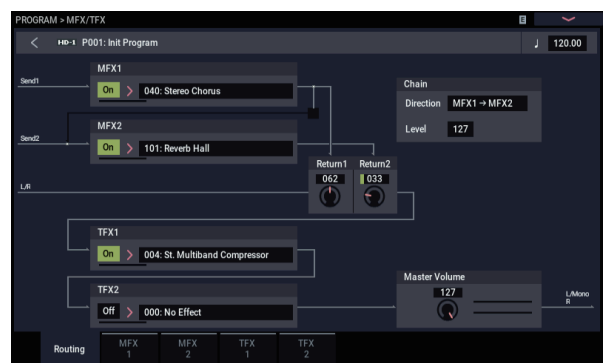 PROGRAM > MFX/TFX
E
HD-1 P001: Init Program
♩ 120.00
MFX1
Send1
On
040: Stereo Chorus
Chain
Direction MFX1 → MFX2
Level 127
MFX2
Send2
On
101: Reverb Hall
Return1 Return2
062 033
L/R
TFX1
On
004: St. Multiband Compressor
TFX2
Off
000: No Effect
Master Volume
127
L/Mono
R
Routing
MFX
1
MFX
2
TFX
1
TFX
2